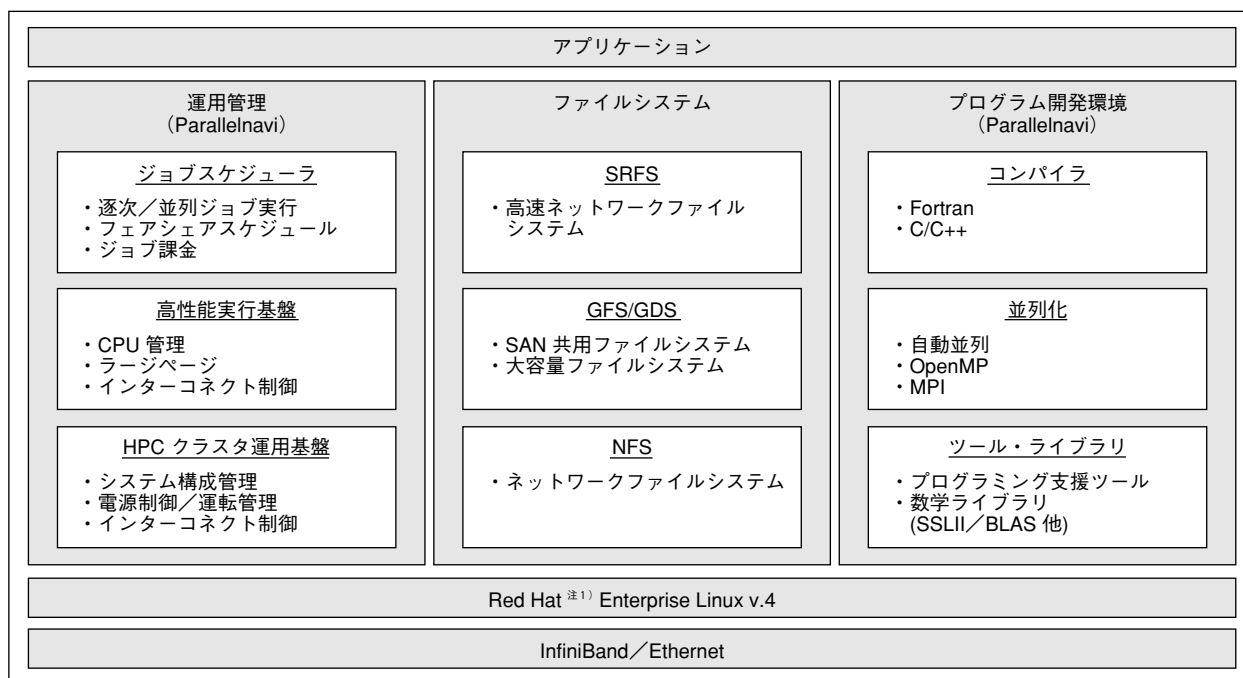 アプリケーション
運用管理
（Parallelnavi）
ジョブスケジューラ
・逐次／並列ジョブ実行
・フェアシェアスケジュール
・ジョブ課金
高性能実行基盤
・CPU 管理
・ラージページ
・インターコネクト制御
HPC クラスタ運用基盤
・システム構成管理
・電源制御／運転管理
・インターコネクト制御
ファイルシステム
SRFS
・高速ネットワークファイル
システム
GFS/GDS
・SAN 共用ファイルシステム
・大容量ファイルシステム
NFS
・ネットワークファイルシステム
プログラム開発環境
（Parallelnavi）
コンパイラ
・Fortran
・C/C++
並列化
・自動並列
・OpenMP
・MPI
ツール・ライブラリ
・プログラミング支援ツール
・数学ライブラリ
(SSLII／BLAS 他)
Red Hat 注1） Enterprise Linux v.4
InfiniBand／Ethernet